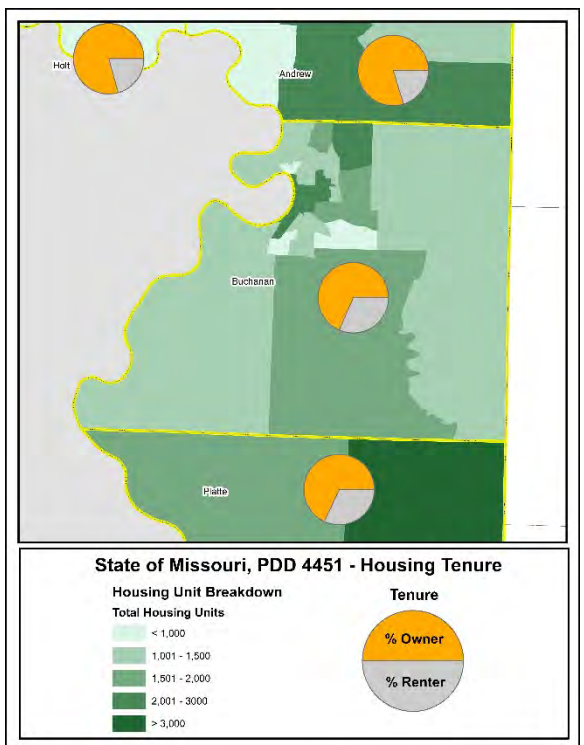 Holt
Andrew
Buchanan
Platte
State of Missouri, PDD 4451 - Housing Tenure
Housing Unit Breakdown
Total Housing Units
< 1,000
1,001 - 1,500
1,501 - 2,000
2,001 - 3000
> 3,000
Tenure
% Owner
% Renter